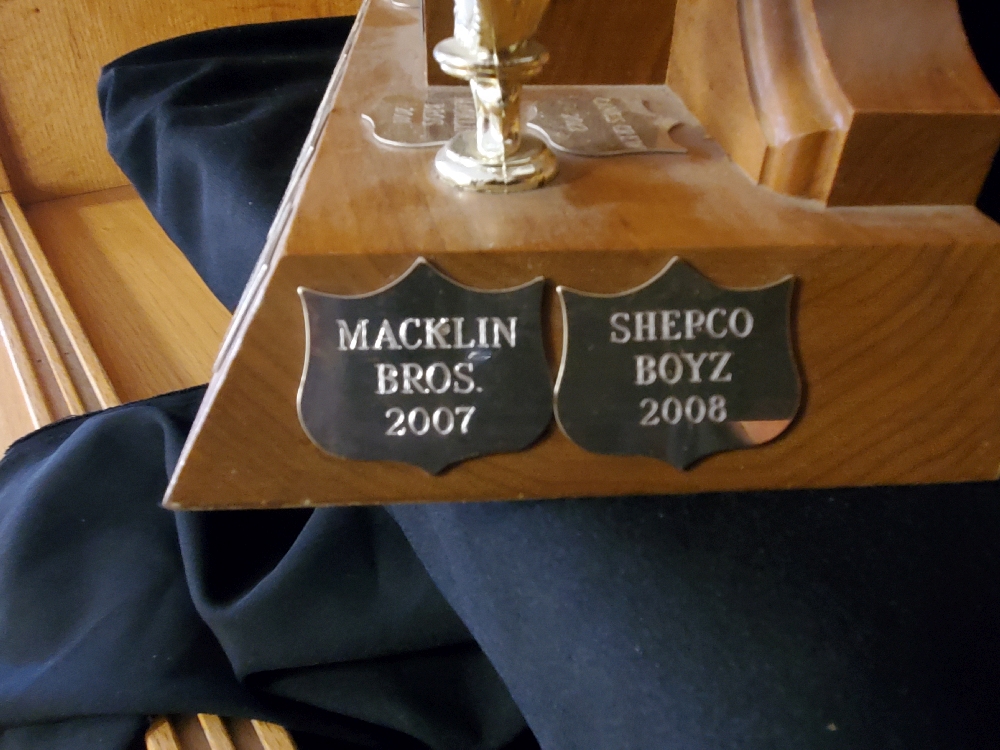 MACKLIN
BROS.
2007
SHEPCO
BOYZ
2008